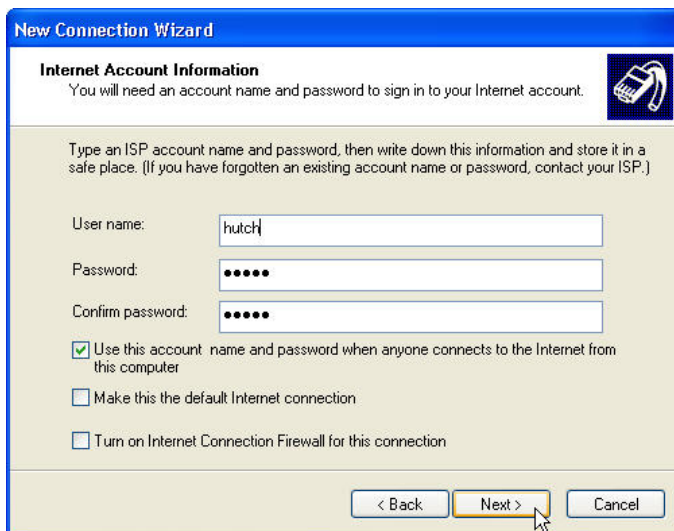 New Connection Wizard
Internet Account Information
You will need an account name and password to sign in to your Internet account.
Type an ISP account name and password, then write down this information and store it in a
safe place. (If you have forgotten an existing account name or password, contact your ISP.)
User name:
hutch
Password:
•••••
Confirm password:
•••••
Use this account name and password when anyone connects to the Internet from
this computer
Make this the default Internet connection
Turn on Internet Connection Firewall for this connection
< Back
Next >
Cancel